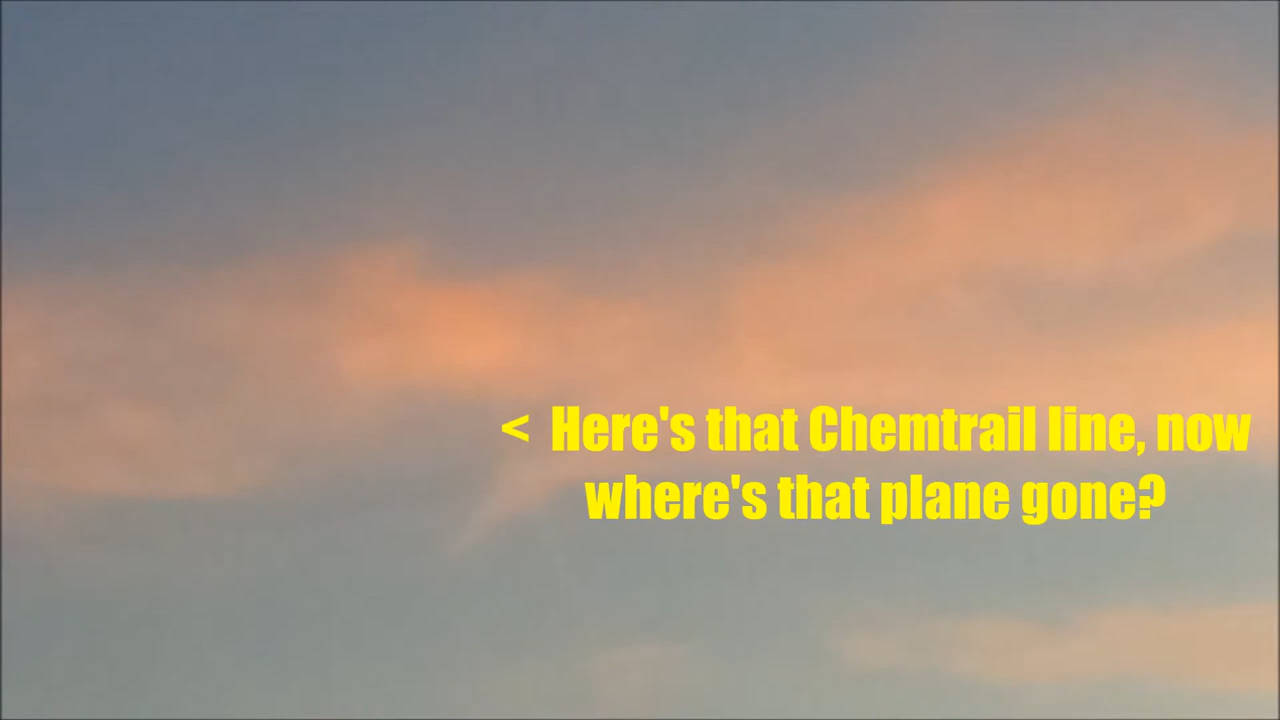 < Here's that Chemtrail line, now
where's that plane gone?